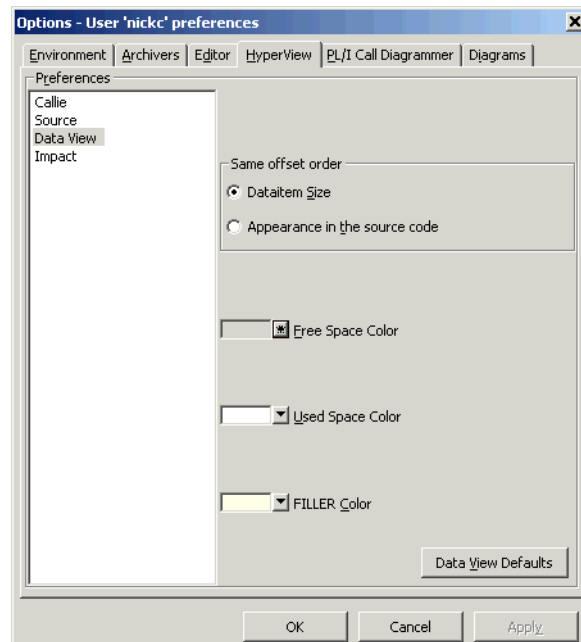 Options - User 'nickc' preferences
Environment Archivers Editor HyperView PL/I Call Diagrammer Diagrams
Preferences
Callie
Source
Data View
Impact
Same offset order
Dataitem Size
Appearance in the source code
Free Space Color
Used Space Color
FILLER Color
Data View Defaults
OK Cancel Apply